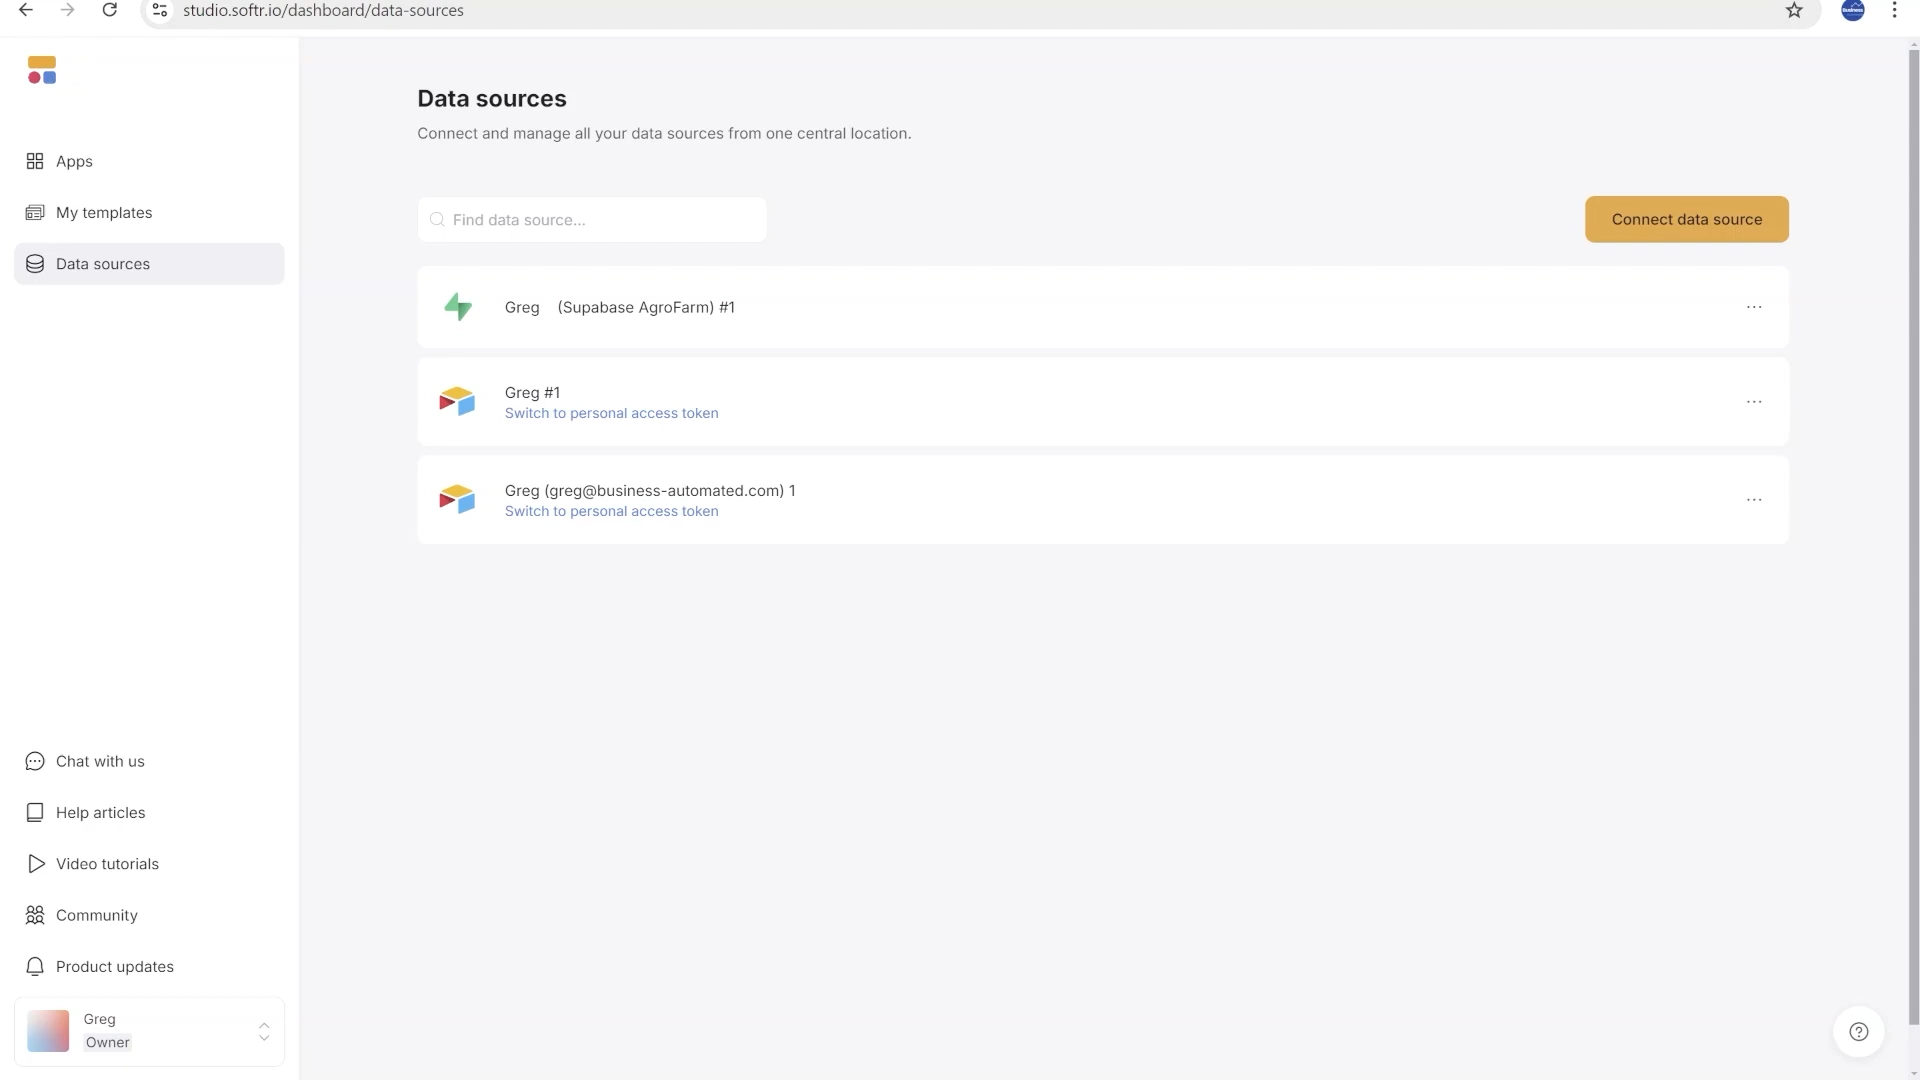 studio.softr.io/dashboard/data-sources
Business
Apps
My templates
Data sources
Chat with us
Help articles
Video tutorials
Community
Product updates
Greg
Owner
Data sources
Connect and manage all your data sources from one central location.
Find data source...
Connect data source
Greg (Supabase AgroFarm) #1
Greg #1
Switch to personal access token
Greg (greg@business-automated.com) 1
Switch to personal access token